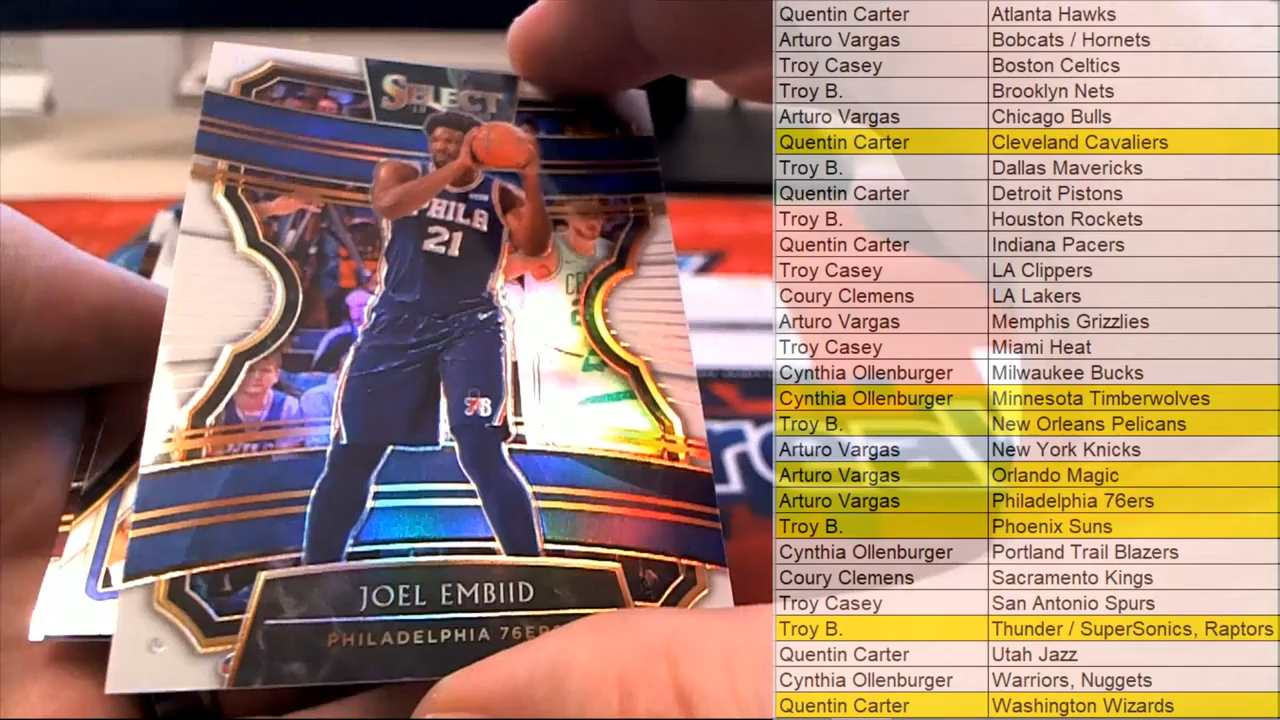 SELECT
PHILA
21
76
JOEL EMBIID
PHILADELPHIA 76ERS
Quentin Carter Atlanta Hawks
Arturo Vargas Bobcats / Hornets
Troy Casey Boston Celtics
Troy B. Brooklyn Nets
Arturo Vargas Chicago Bulls
Quentin Carter Cleveland Cavaliers
Troy B. Dallas Mavericks
Quentin Carter Detroit Pistons
Troy B. Houston Rockets
Quentin Carter Indiana Pacers
Troy Casey LA Clippers
Coury Clemens LA Lakers
Arturo Vargas Memphis Grizzlies
Troy Casey Miami Heat
Cynthia Ollenburger Milwaukee Bucks
Cynthia Ollenburger Minnesota Timberwolves
Troy B. New Orleans Pelicans
Arturo Vargas New York Knicks
Arturo Vargas Orlando Magic
Arturo Vargas Philadelphia 76ers
Troy B. Phoenix Suns
Cynthia Ollenburger Portland Trail Blazers
Coury Clemens Sacramento Kings
Troy Casey San Antonio Spurs
Troy B. Thunder / SuperSonics, Raptors
Quentin Carter Utah Jazz
Cynthia Ollenburger Warriors, Nuggets
Quentin Carter Washington Wizards